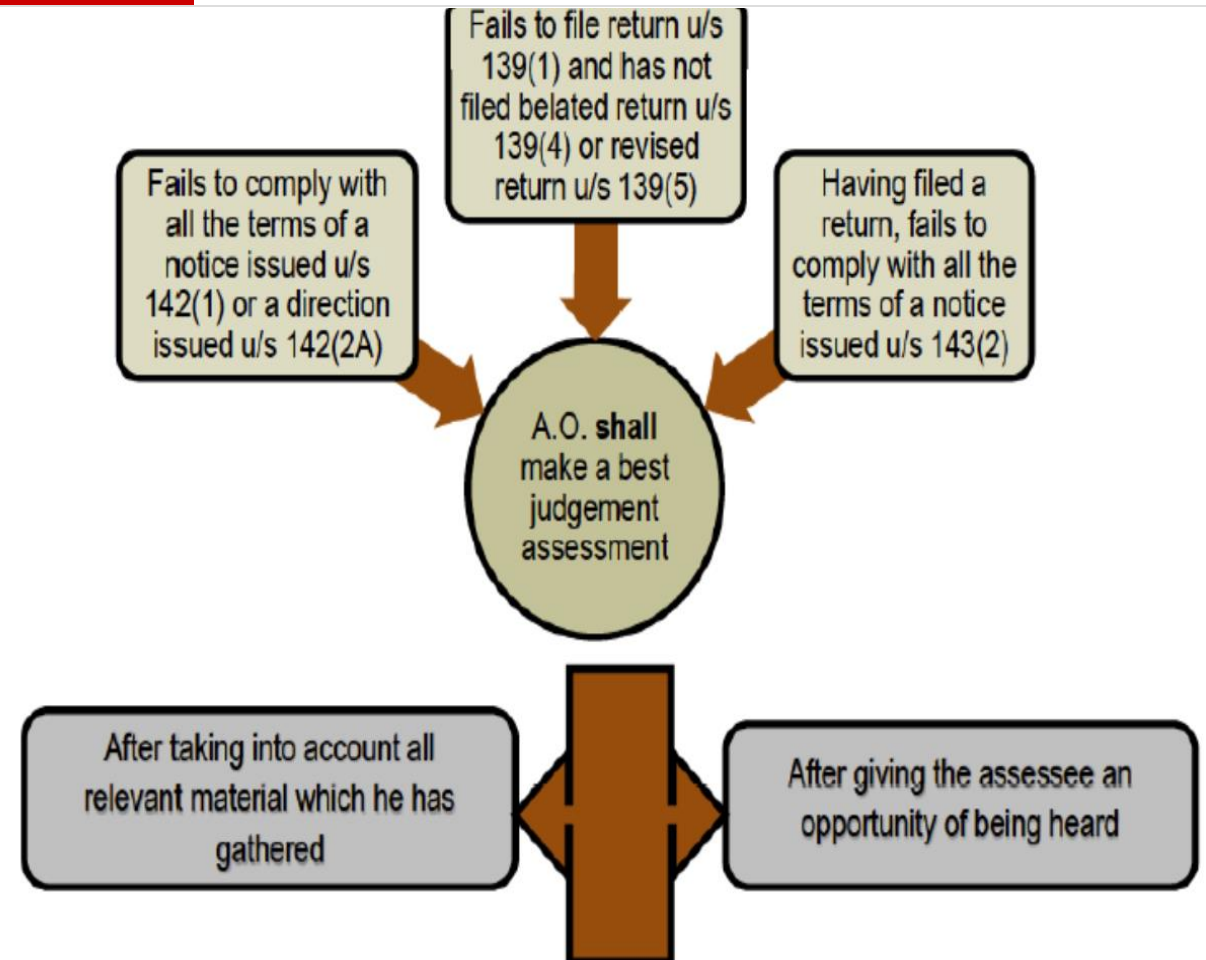 Fails to file return u/s
139(1) and has not
filed belated return u/s
139(4) or revised
return u/s 139(5)
Fails to comply with
all the terms of a
notice issued u/s
142(1) or a direction
issued u/s 142(2A)
Having filed a
return, fails to
comply with all the
terms of a notice
issued u/s 143(2)
A.O. shall
make a best
judgement
assessment
After taking into account all
relevant material which he has
gathered
After giving the assessee an
opportunity of being heard